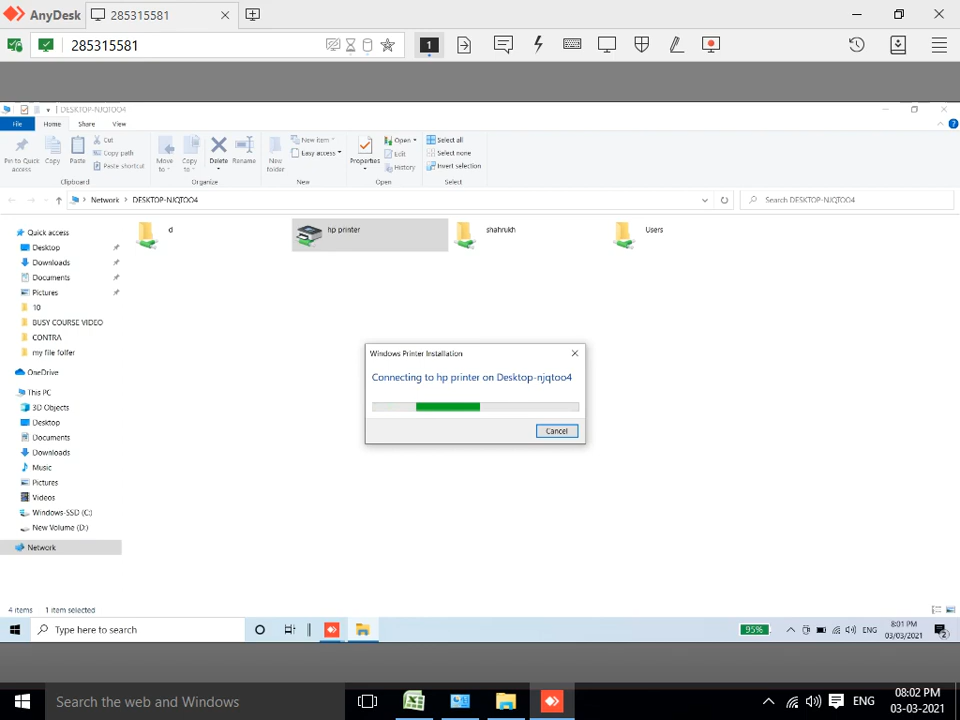 AnyDesk
285315581
285315581
1
DESKTOP-NJQTOO4
File
Home
Share
View
Pin to Quick access
Copy
Paste
Cut
Copy path
Paste shortcut
Clipboard
Move to
Copy to
Delete
Rename
Organize
New folder
New item
Easy access
New
Properties
Open
Edit
History
Open
Select all
Select none
Invert selection
Select
Network > DESKTOP-NJQTOO4
Search DESKTOP-NJQTOO4
Quick access
Desktop
Downloads
Documents
Pictures
10
BUSY COURSE VIDEO
CONTRA
my file folfer
OneDrive
This PC
3D Objects
Desktop
Documents
Downloads
Music
Pictures
Videos
Windows-SSD (C:)
New Volume (D:)
Network
d
hp printer
shahrukh
Users
Windows Printer Installation
Connecting to hp printer on Desktop-njqtoo4
Cancel
4 items
1 item selected
Type here to search
95%
ENG
8:01 PM
03/03/2021
2
Search the web and Windows
ENG
08:02 PM
03-03-2021